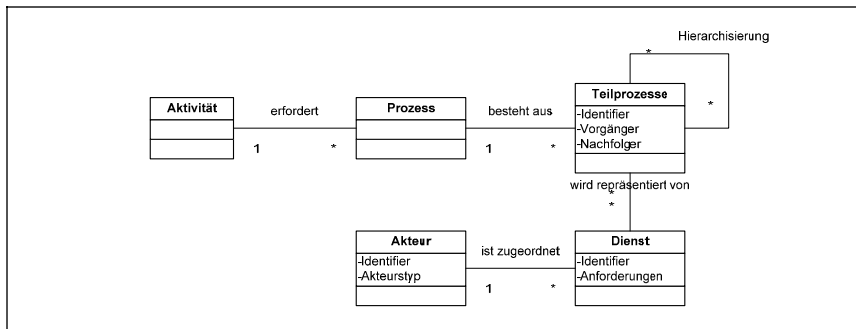 Hierarchisierung
*
*
Aktivität
erfordert
1
*
Prozess
besteht aus
1
*
Teilprozesse
-Identifier
-Vorgänger
-Nachfolger
wird repräsentiert von
*
*
Akteur
-Identifier
-Akteurstyp
ist zugeordnet
1
*
Dienst
-Identifier
-Anforderungen